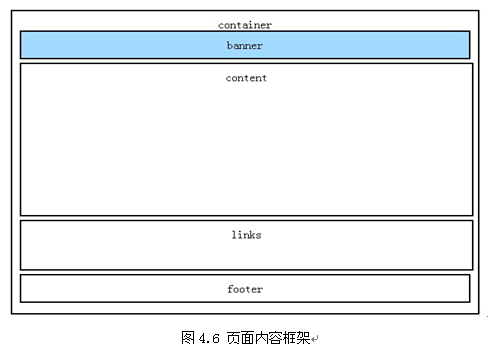 container
banner
content
links
footer
图4.6 页面内容框架↵